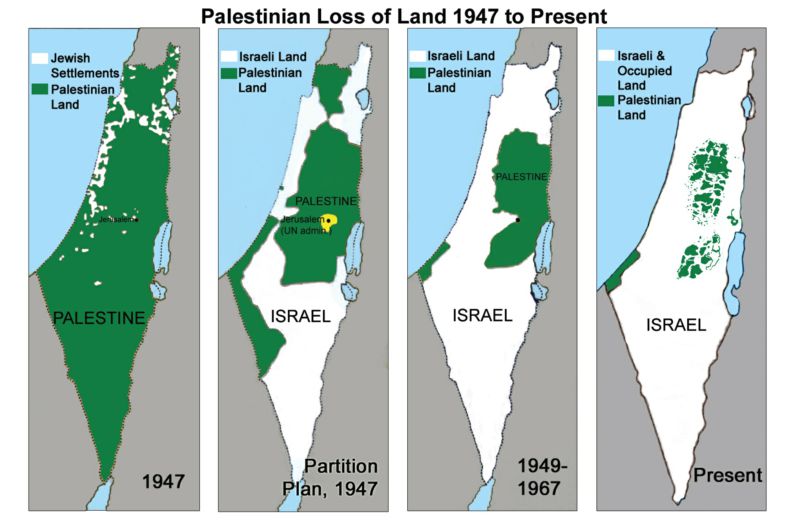 Palestinian Loss of Land 1947 to Present
Jewish
Settlements
Palestinian
Land
Jerusalem
PALESTINE
1947
Israeli Land
Palestinian
Land
PALESTINE
Jerusalem
(UN admin.)
ISRAEL
Partition
Plan, 1947
Israeli Land
Palestinian
Land
PALESTINE
ISRAEL
1949-
1967
Israeli &
Occupied
Land
Palestinian
Land
ISRAEL
Present